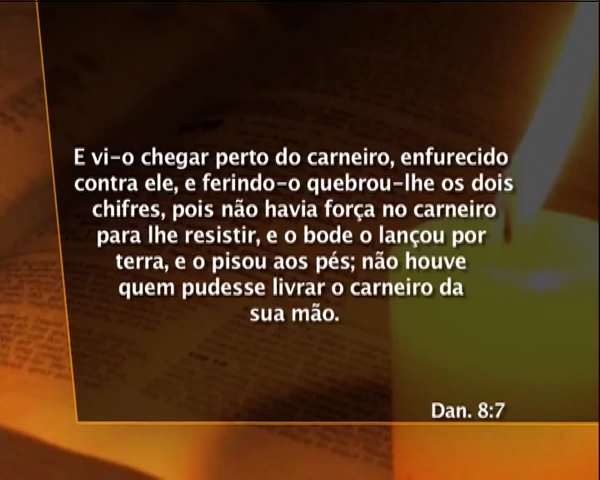 E vi-o chegar perto do carneiro, enfurecido
contra ele, e ferindo-o quebrou-lhe os dois
chifres, pois não havia força no carneiro
para lhe resistir, e o bode o lançou por
terra, e o pisou aos pés; não houve
quem pudesse livrar o carneiro da
sua mão.
Dan. 8:7